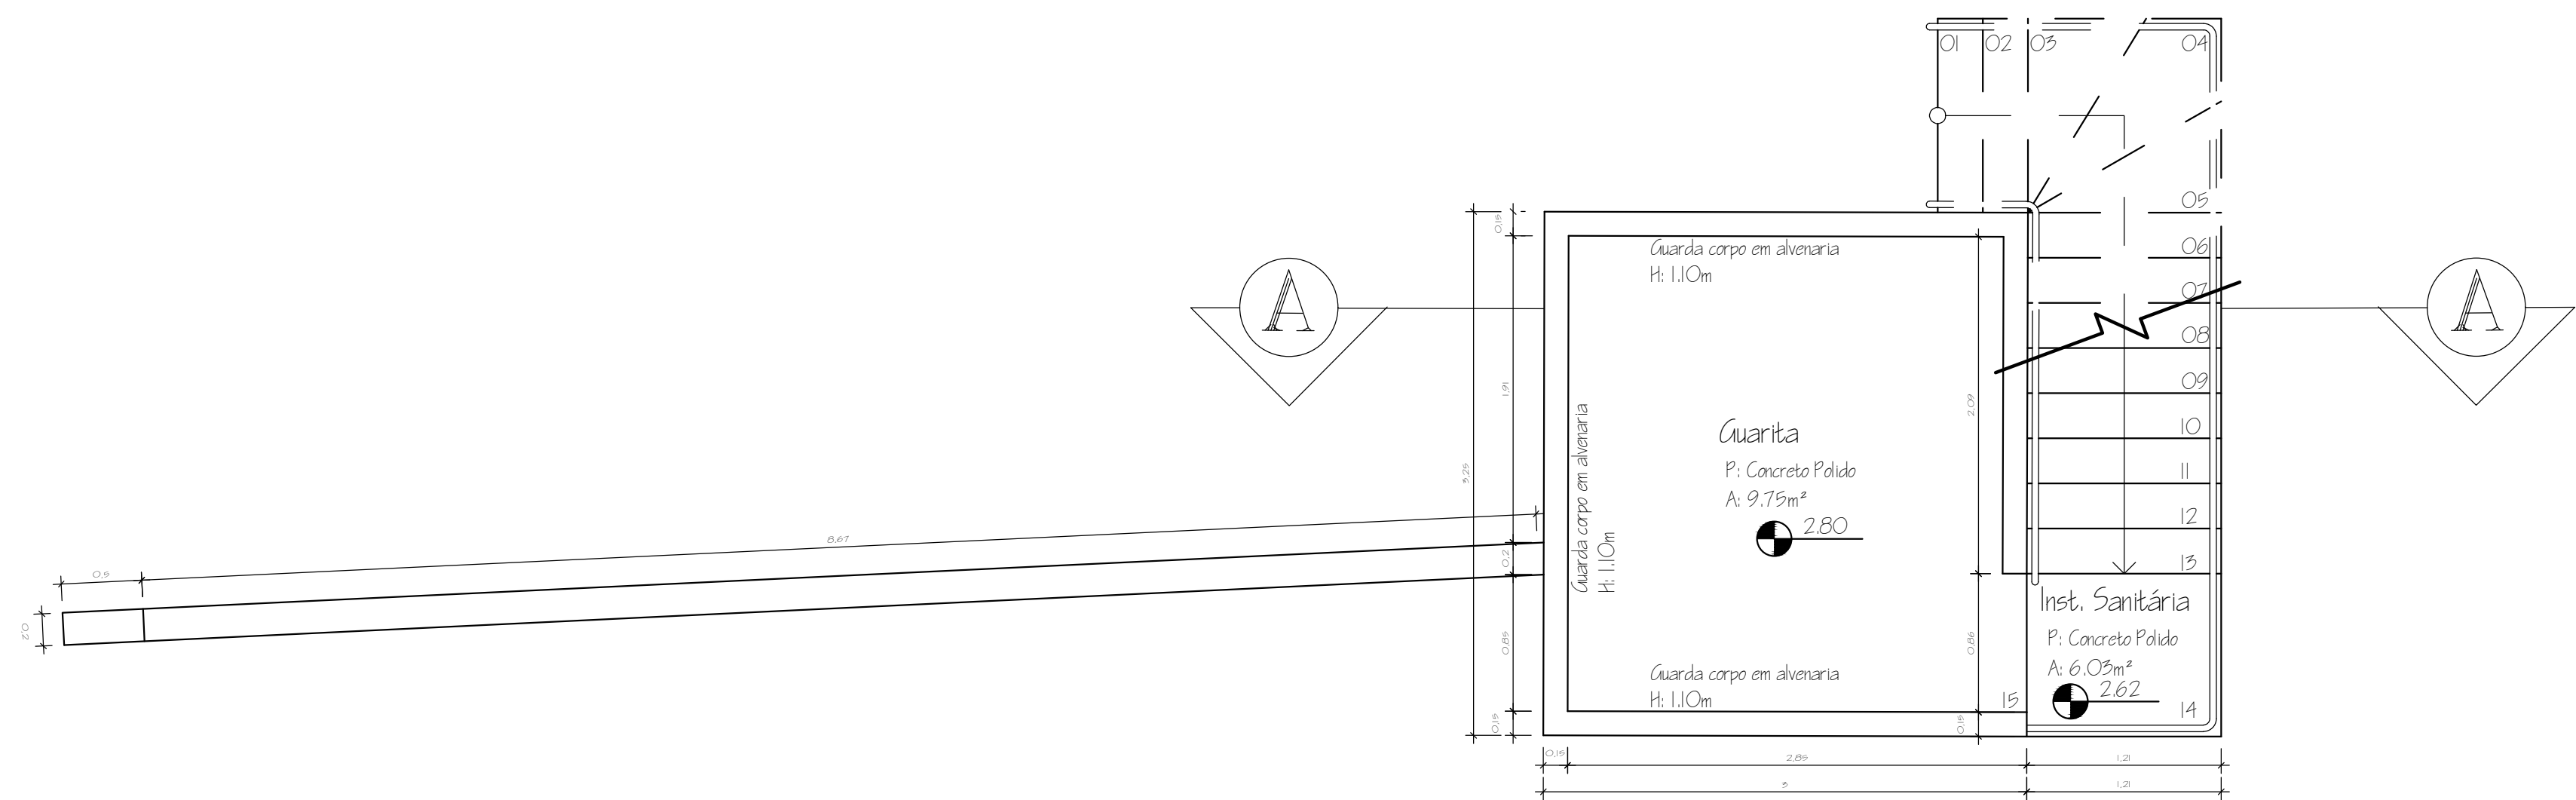 01 02 03 04
05
06
07
08
09
10
11
12
13
14
15
A
A
Guarda corpo em alvenaria
H: 1.10m
Guarda corpo em alvenaria
H: 1.10m
Guarita
P: Concreto Polido
A: 9.75m²
2.80
Guarda corpo em alvenaria
H: 1.10m
Inst. Sanitária
P: Concreto Polido
A: 6.03m²
2.62
0,15
1,91
3,25
0,2
0,85
0,15
2,09
0,86
0,15
8,67
0,5
0,2
0,15
2,85
1,21
3
1,21